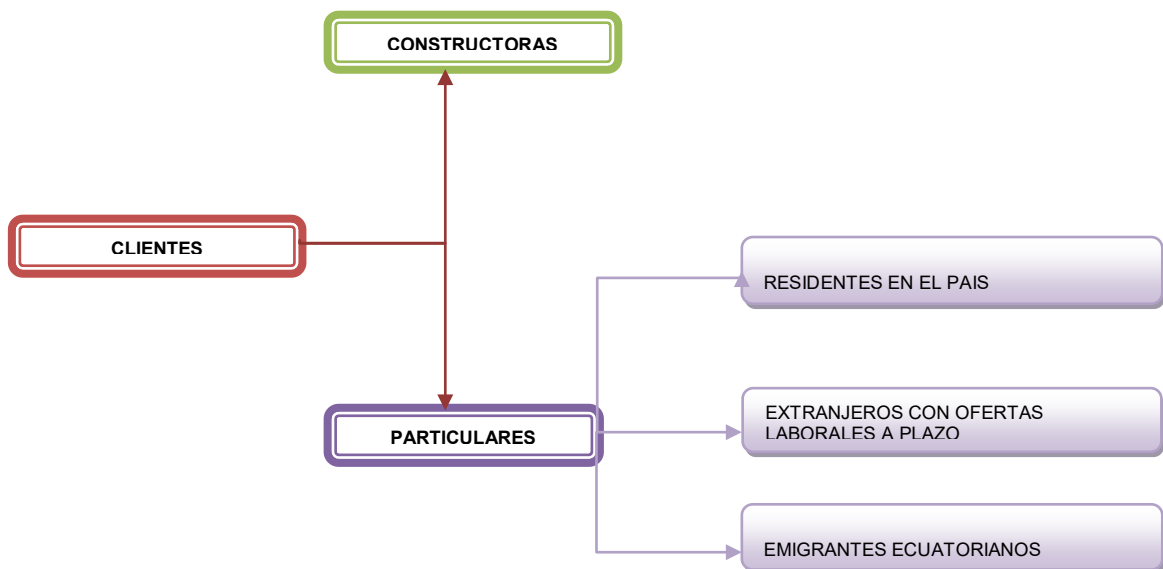 CONSTRUCTORAS
CLIENTES
RESIDENTES EN EL PAIS
EXTRANJEROS CON OFERTAS
LABORALES A PLAZO
PARTICULARES
EMIGRANTES ECUATORIANOS